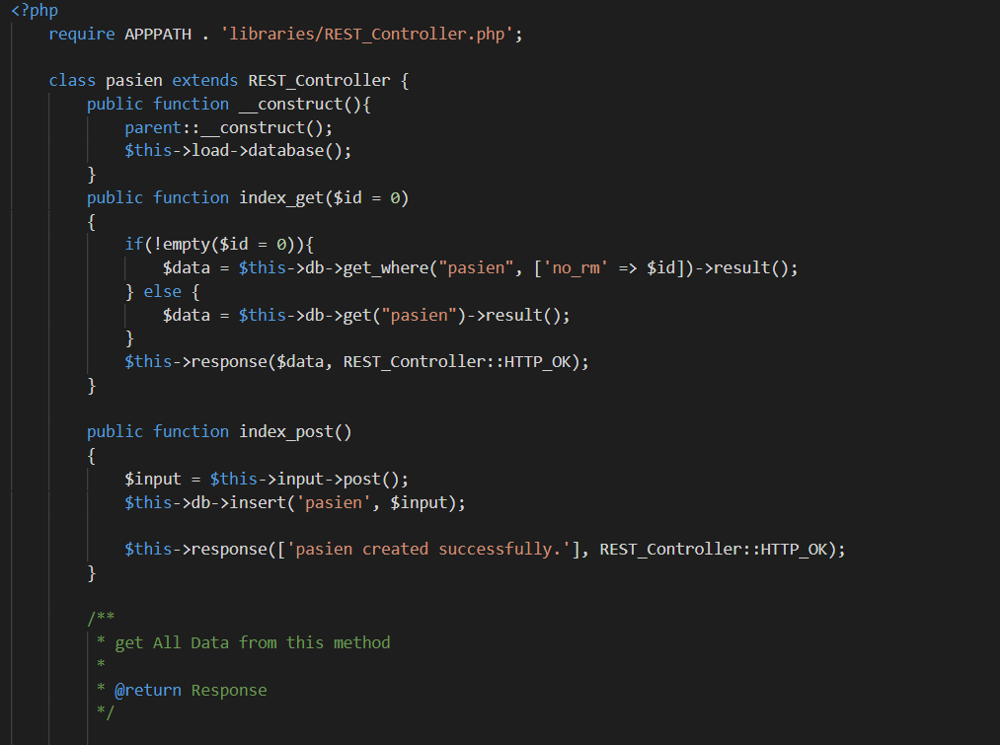 <?php
    require APPPATH . 'libraries/REST_Controller.php';

    class pasien extends REST_Controller {
        public function __construct(){
            parent::__construct();
            $this->load->database();
        }
        public function index_get($id = 0)
        {
            if(!empty($id = 0)){
                $data = $this->db->get_where("pasien", ['no_rm' => $id])->result();
            } else {
                $data = $this->db->get("pasien")->result();
            }
            $this->response($data, REST_Controller::HTTP_OK);
        }

        public function index_post()
        {
            $input = $this->input->post();
            $this->db->insert('pasien', $input);

            $this->response(['pasien created successfully.'], REST_Controller::HTTP_OK);
        }

        /**
         * get All Data from this method
         *
         * @return Response
         */